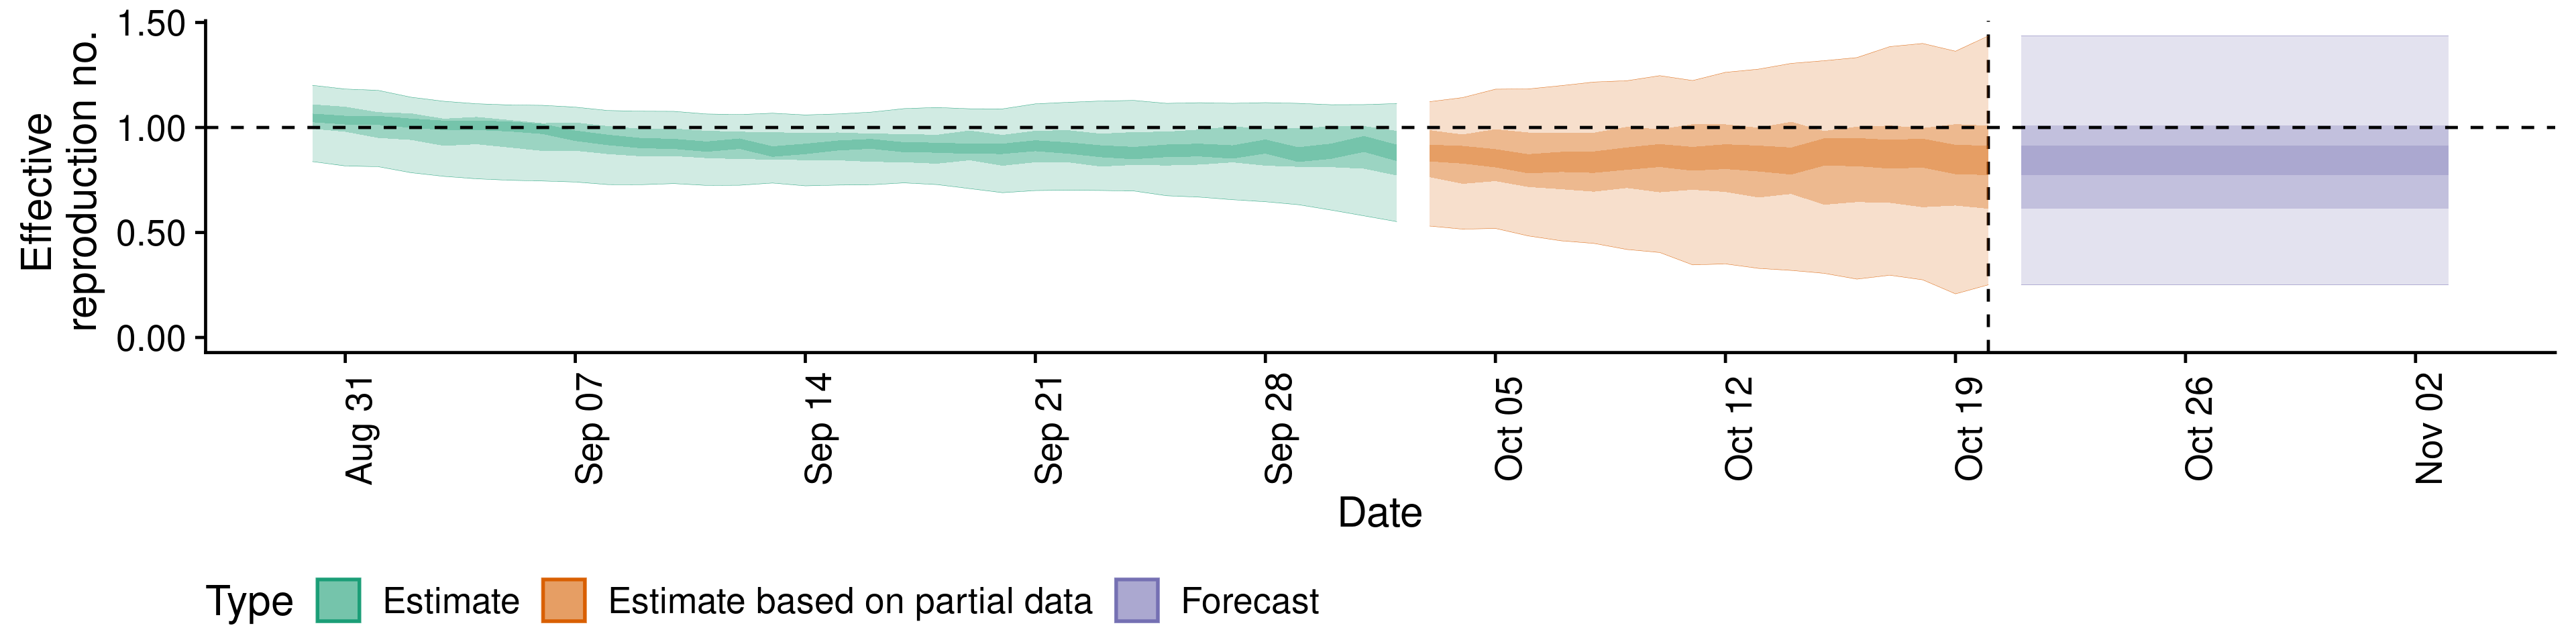 Effective
reproduction no.
1.50
1.00
0.50
0.00
Aug 31
Sep 07
Sep 14
Sep 21
Sep 28
Oct 05
Oct 12
Oct 19
Oct 26
Nov 02
Date
Type Estimate Estimate based on partial data Forecast